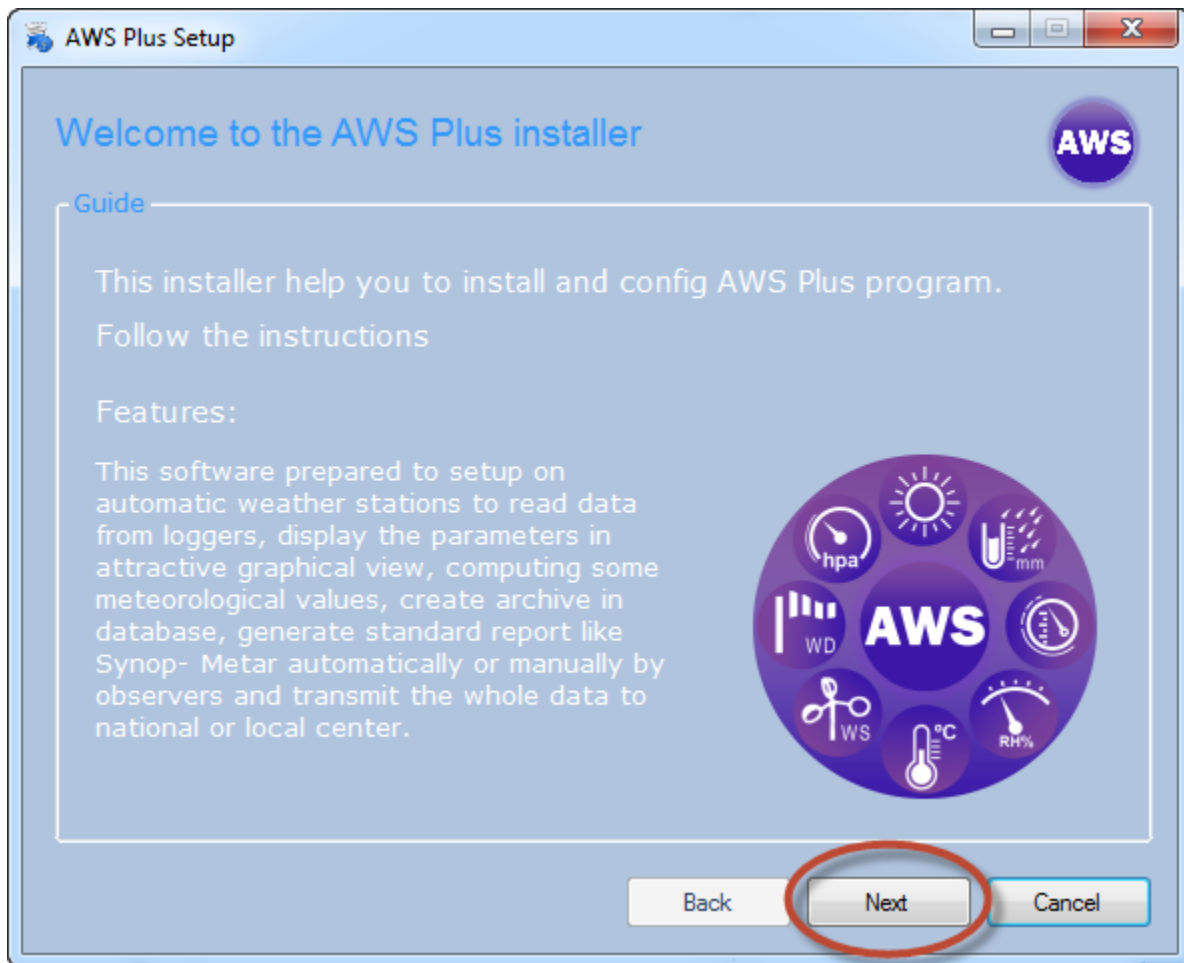 AWS Plus Setup
Welcome to the AWS Plus installer
AWS
Guide
This installer help you to install and config AWS Plus program.
Follow the instructions
Features:
This software prepared to setup on
automatic weather stations to read data
from loggers, display the parameters in
attractive graphical view, computing some
meteorological values, create archive in
database, generate standard report like
Synop- Metar automatically or manually by
observers and transmit the whole data to
national or local center.
hpa
mm
WD
AWS
WS
°C
RH%
Back
Next
Cancel